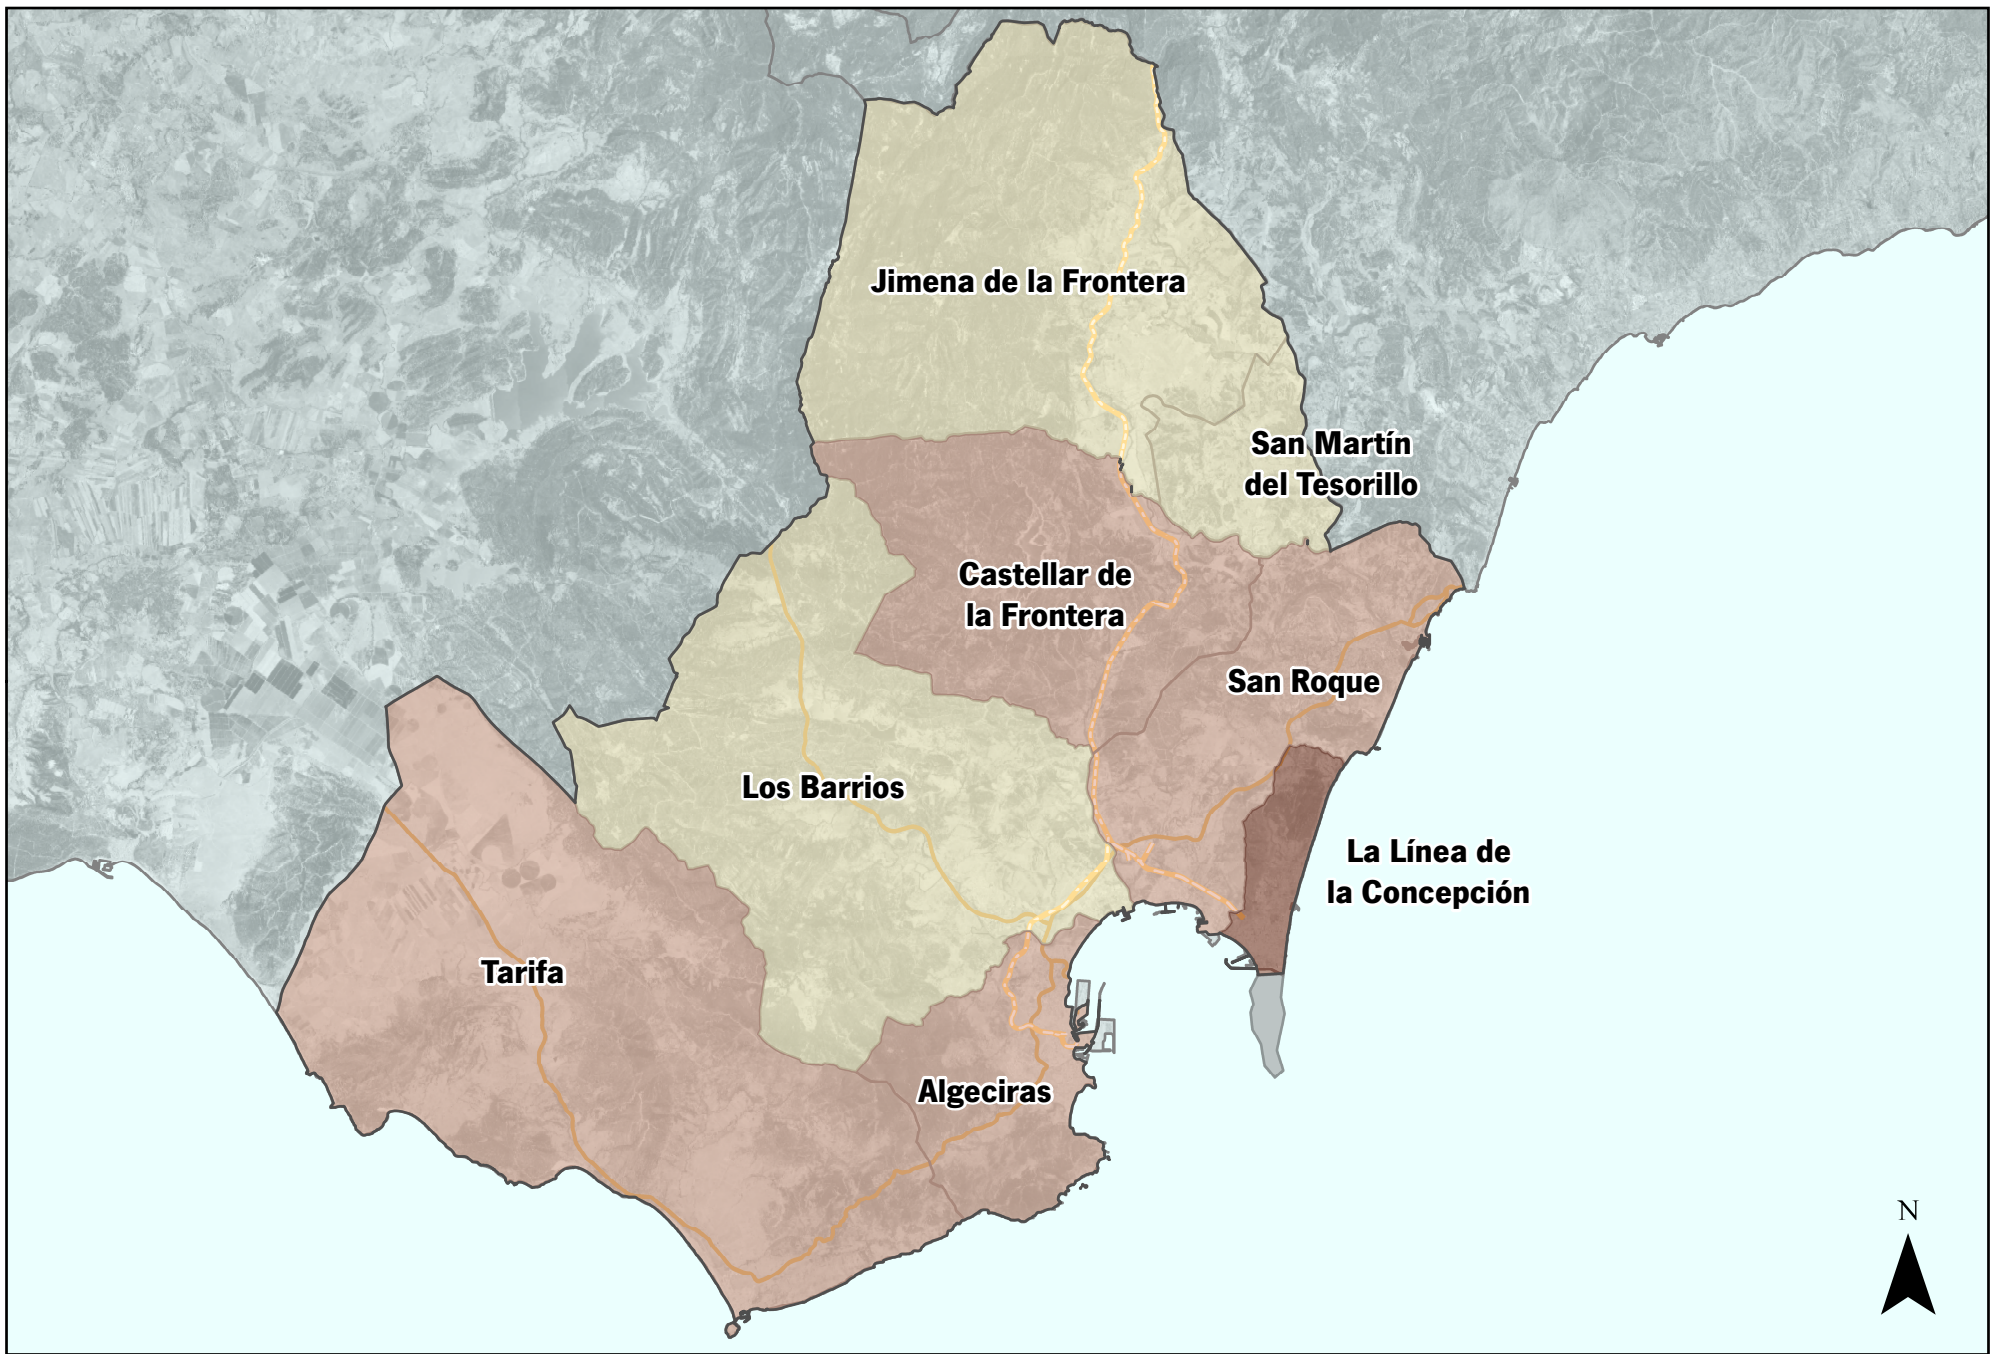 Jimena de la Frontera
San Martín
del Tesorillo
Castellar de
la Frontera
San Roque
Los Barrios
La Línea de
la Concepción
Tarifa
Algeciras
N